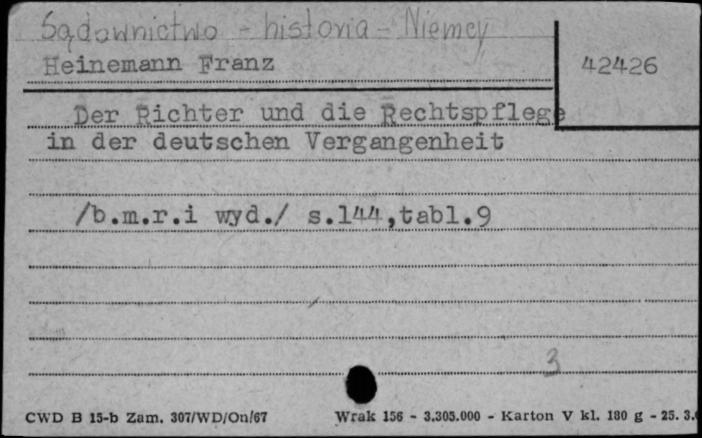 Sądownictwo - historia - Niemcy
Heinemann Franz
42426
Der Richter und die Rechtspflege
in der deutschen Vergangenheit
/b.m.r.i wyd./ s.144,tabl.9
3
CWD B 15-b Zam. 307/WD/On/67 Wrak 156 - 3.305.000 - Karton V kl. 180 g - 25. 3.